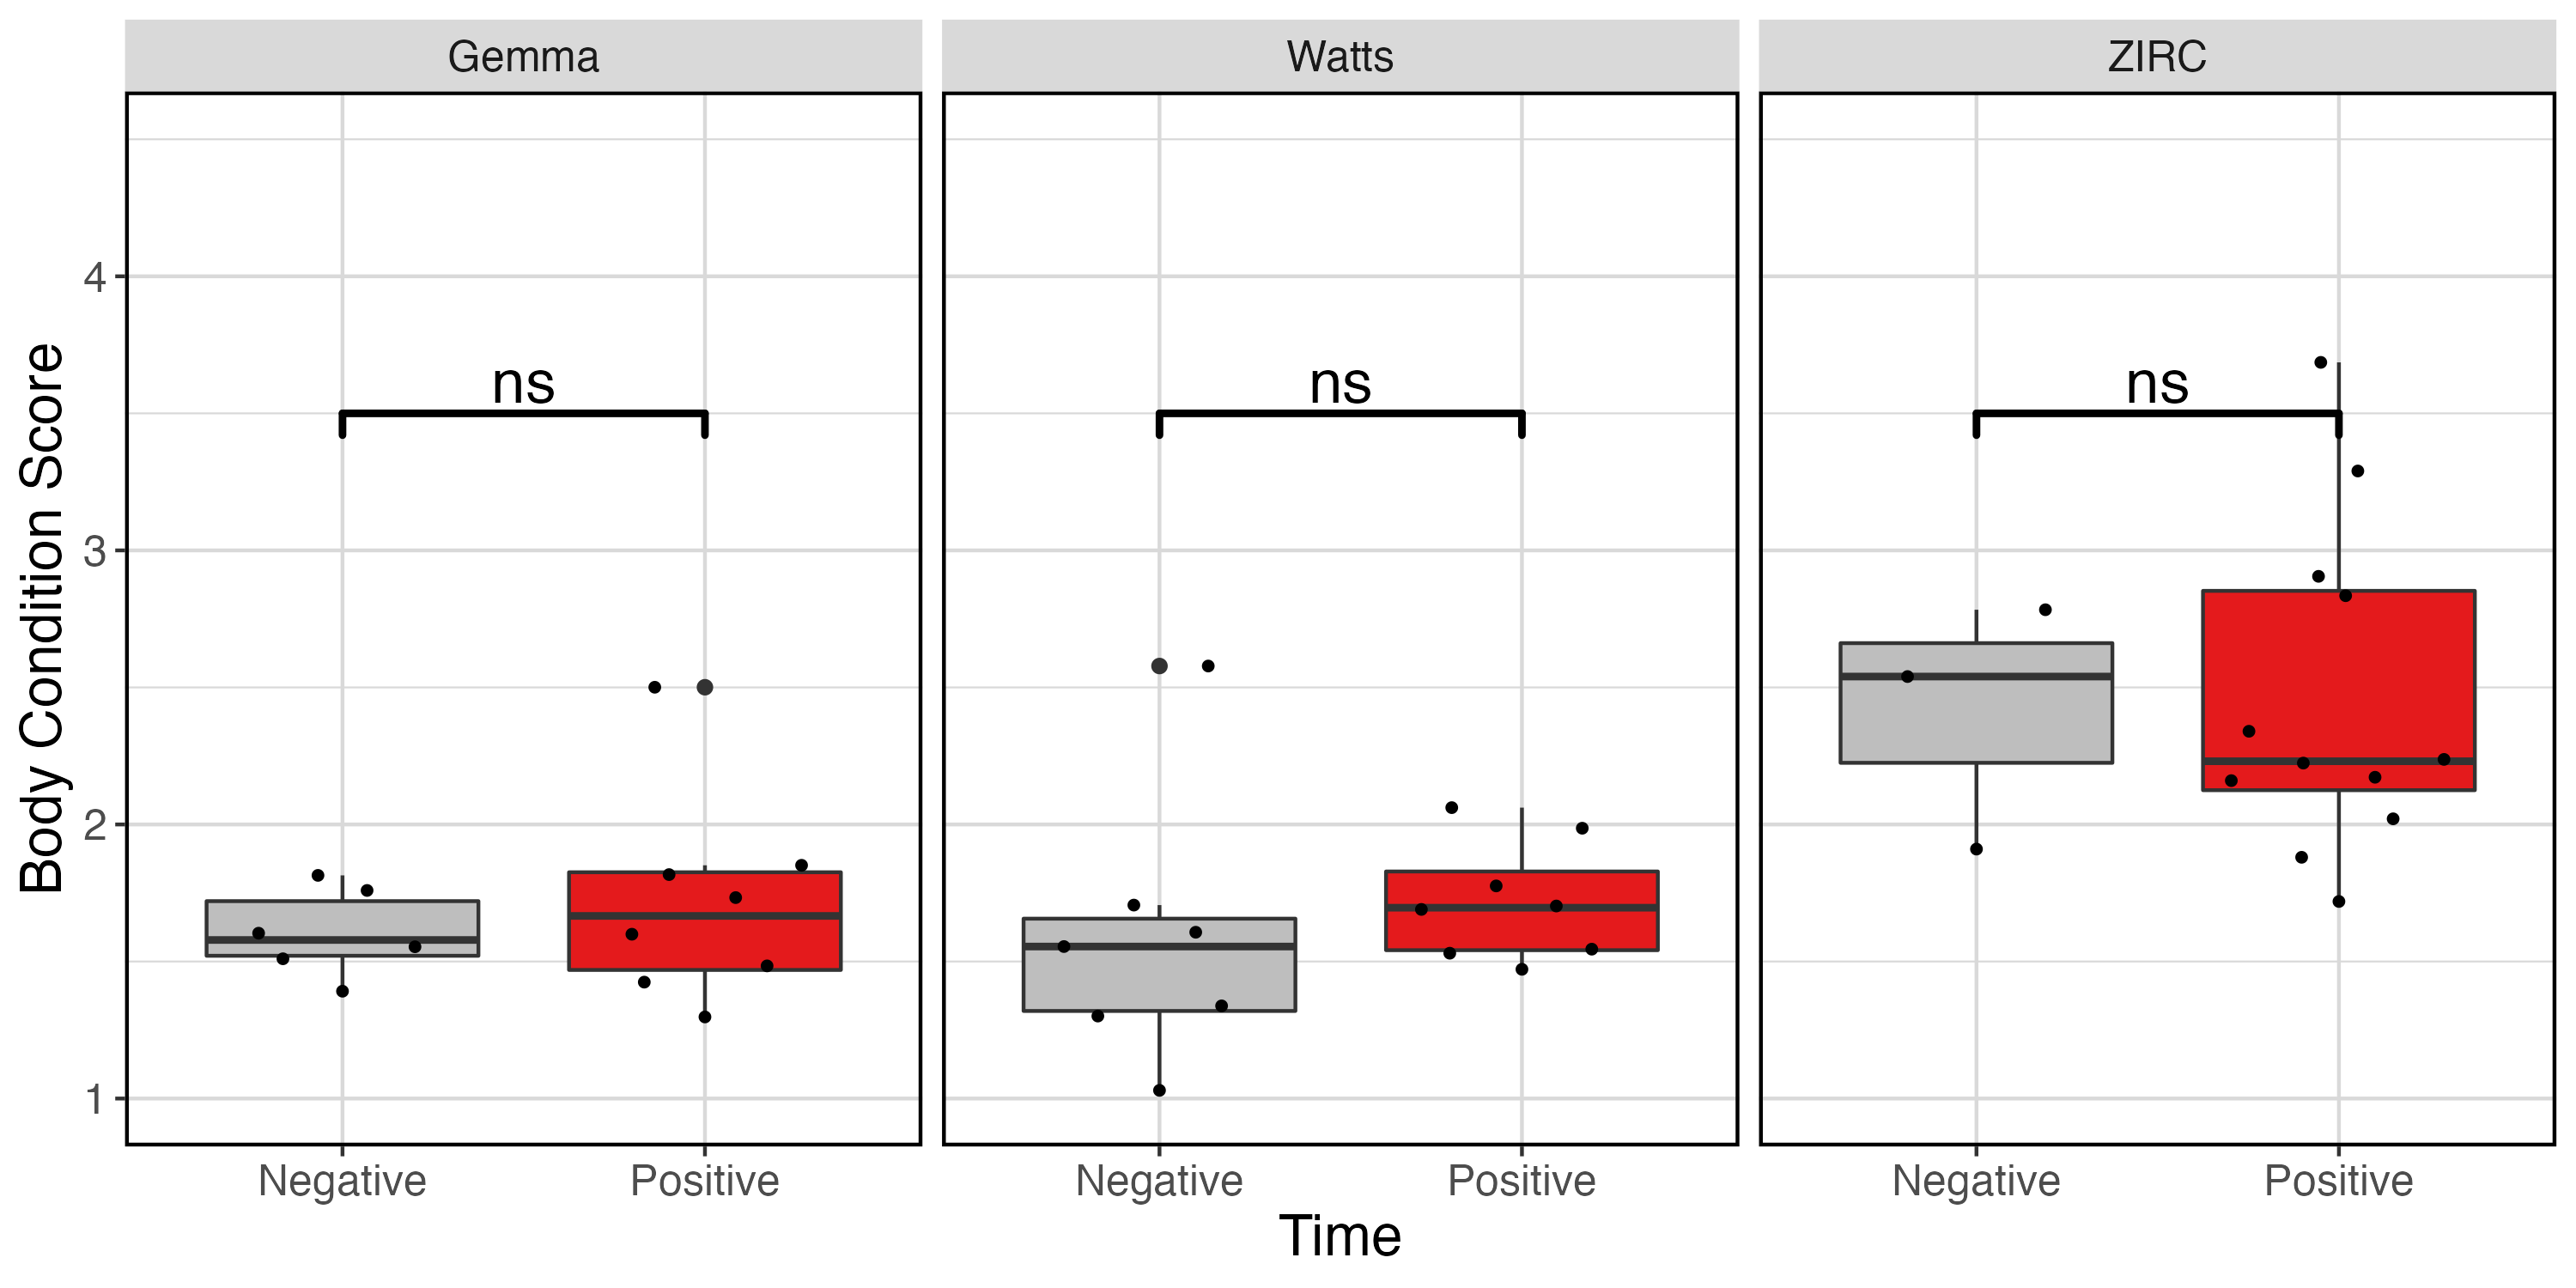 Gemma
Watts
ZIRC
Body Condition Score
4
3
2
1
ns
ns
ns
Negative
Positive
Negative
Positive
Negative
Positive
Time